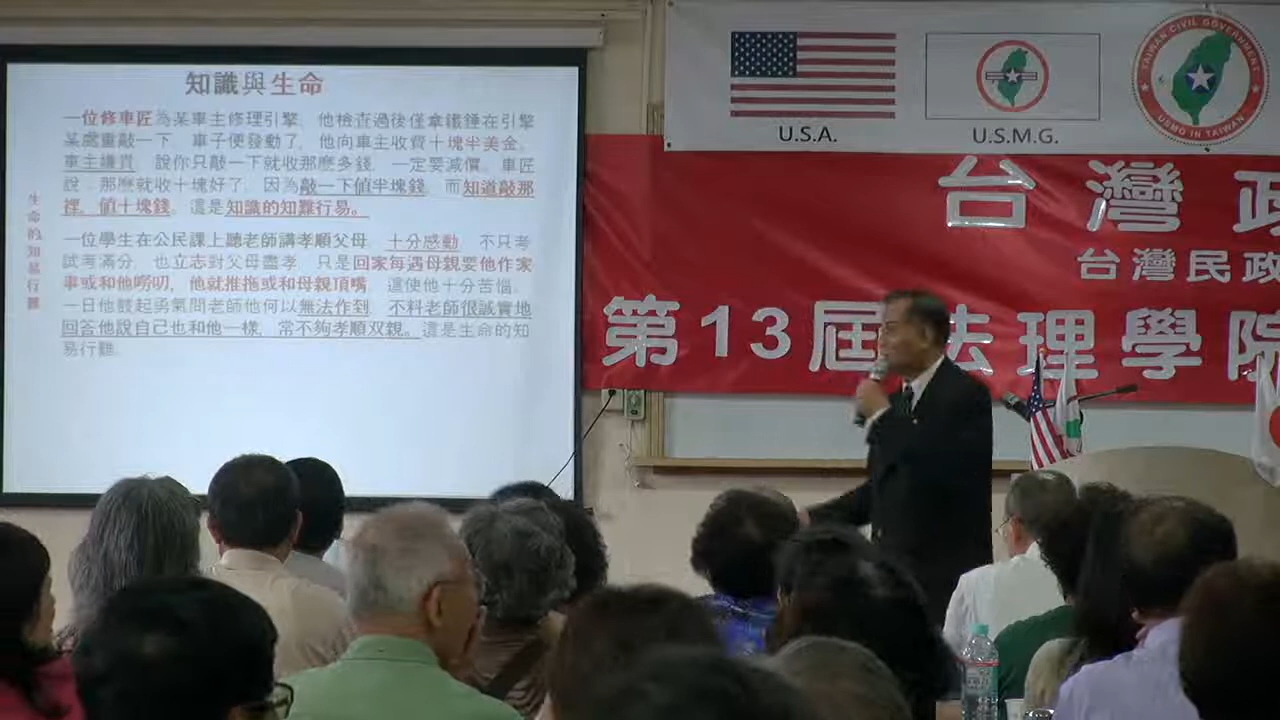 知識與生命
一位修車匠為某車主修理引擎，他檢查過後僅拿鐵錘在引擎
某處重敲一下，車子便發動了，他向車主收費十塊半美金，
車主嫌貴，說你只敲一下就收那麼多錢，一定要減價。車匠
說，那麼就收十塊好了，因為敲一下值半塊錢，而知道敲那
裡，值十塊錢。這是知識的知難行易。
一位學生在公民課上聽老師講孝順父母，十分感動，不只考
試考滿分，也立志對父母盡孝，只是回家每遇母親要他作家
事或和他嘮叨，他就推拖或和母親頂嘴，這使他十分苦惱。
一日他鼓起勇氣問老師他何以無法作到，不料老師很誠實地
回答他說自己也和他一樣，常不夠孝順双親。這是生命的知
易行難
生命的知易行難
U.S.A.
U.S.M.G.
TAIWAN CIVIL GOVERNMENT
USMG IN TAIWAN
台灣政
台灣民政
第13屆法理學院